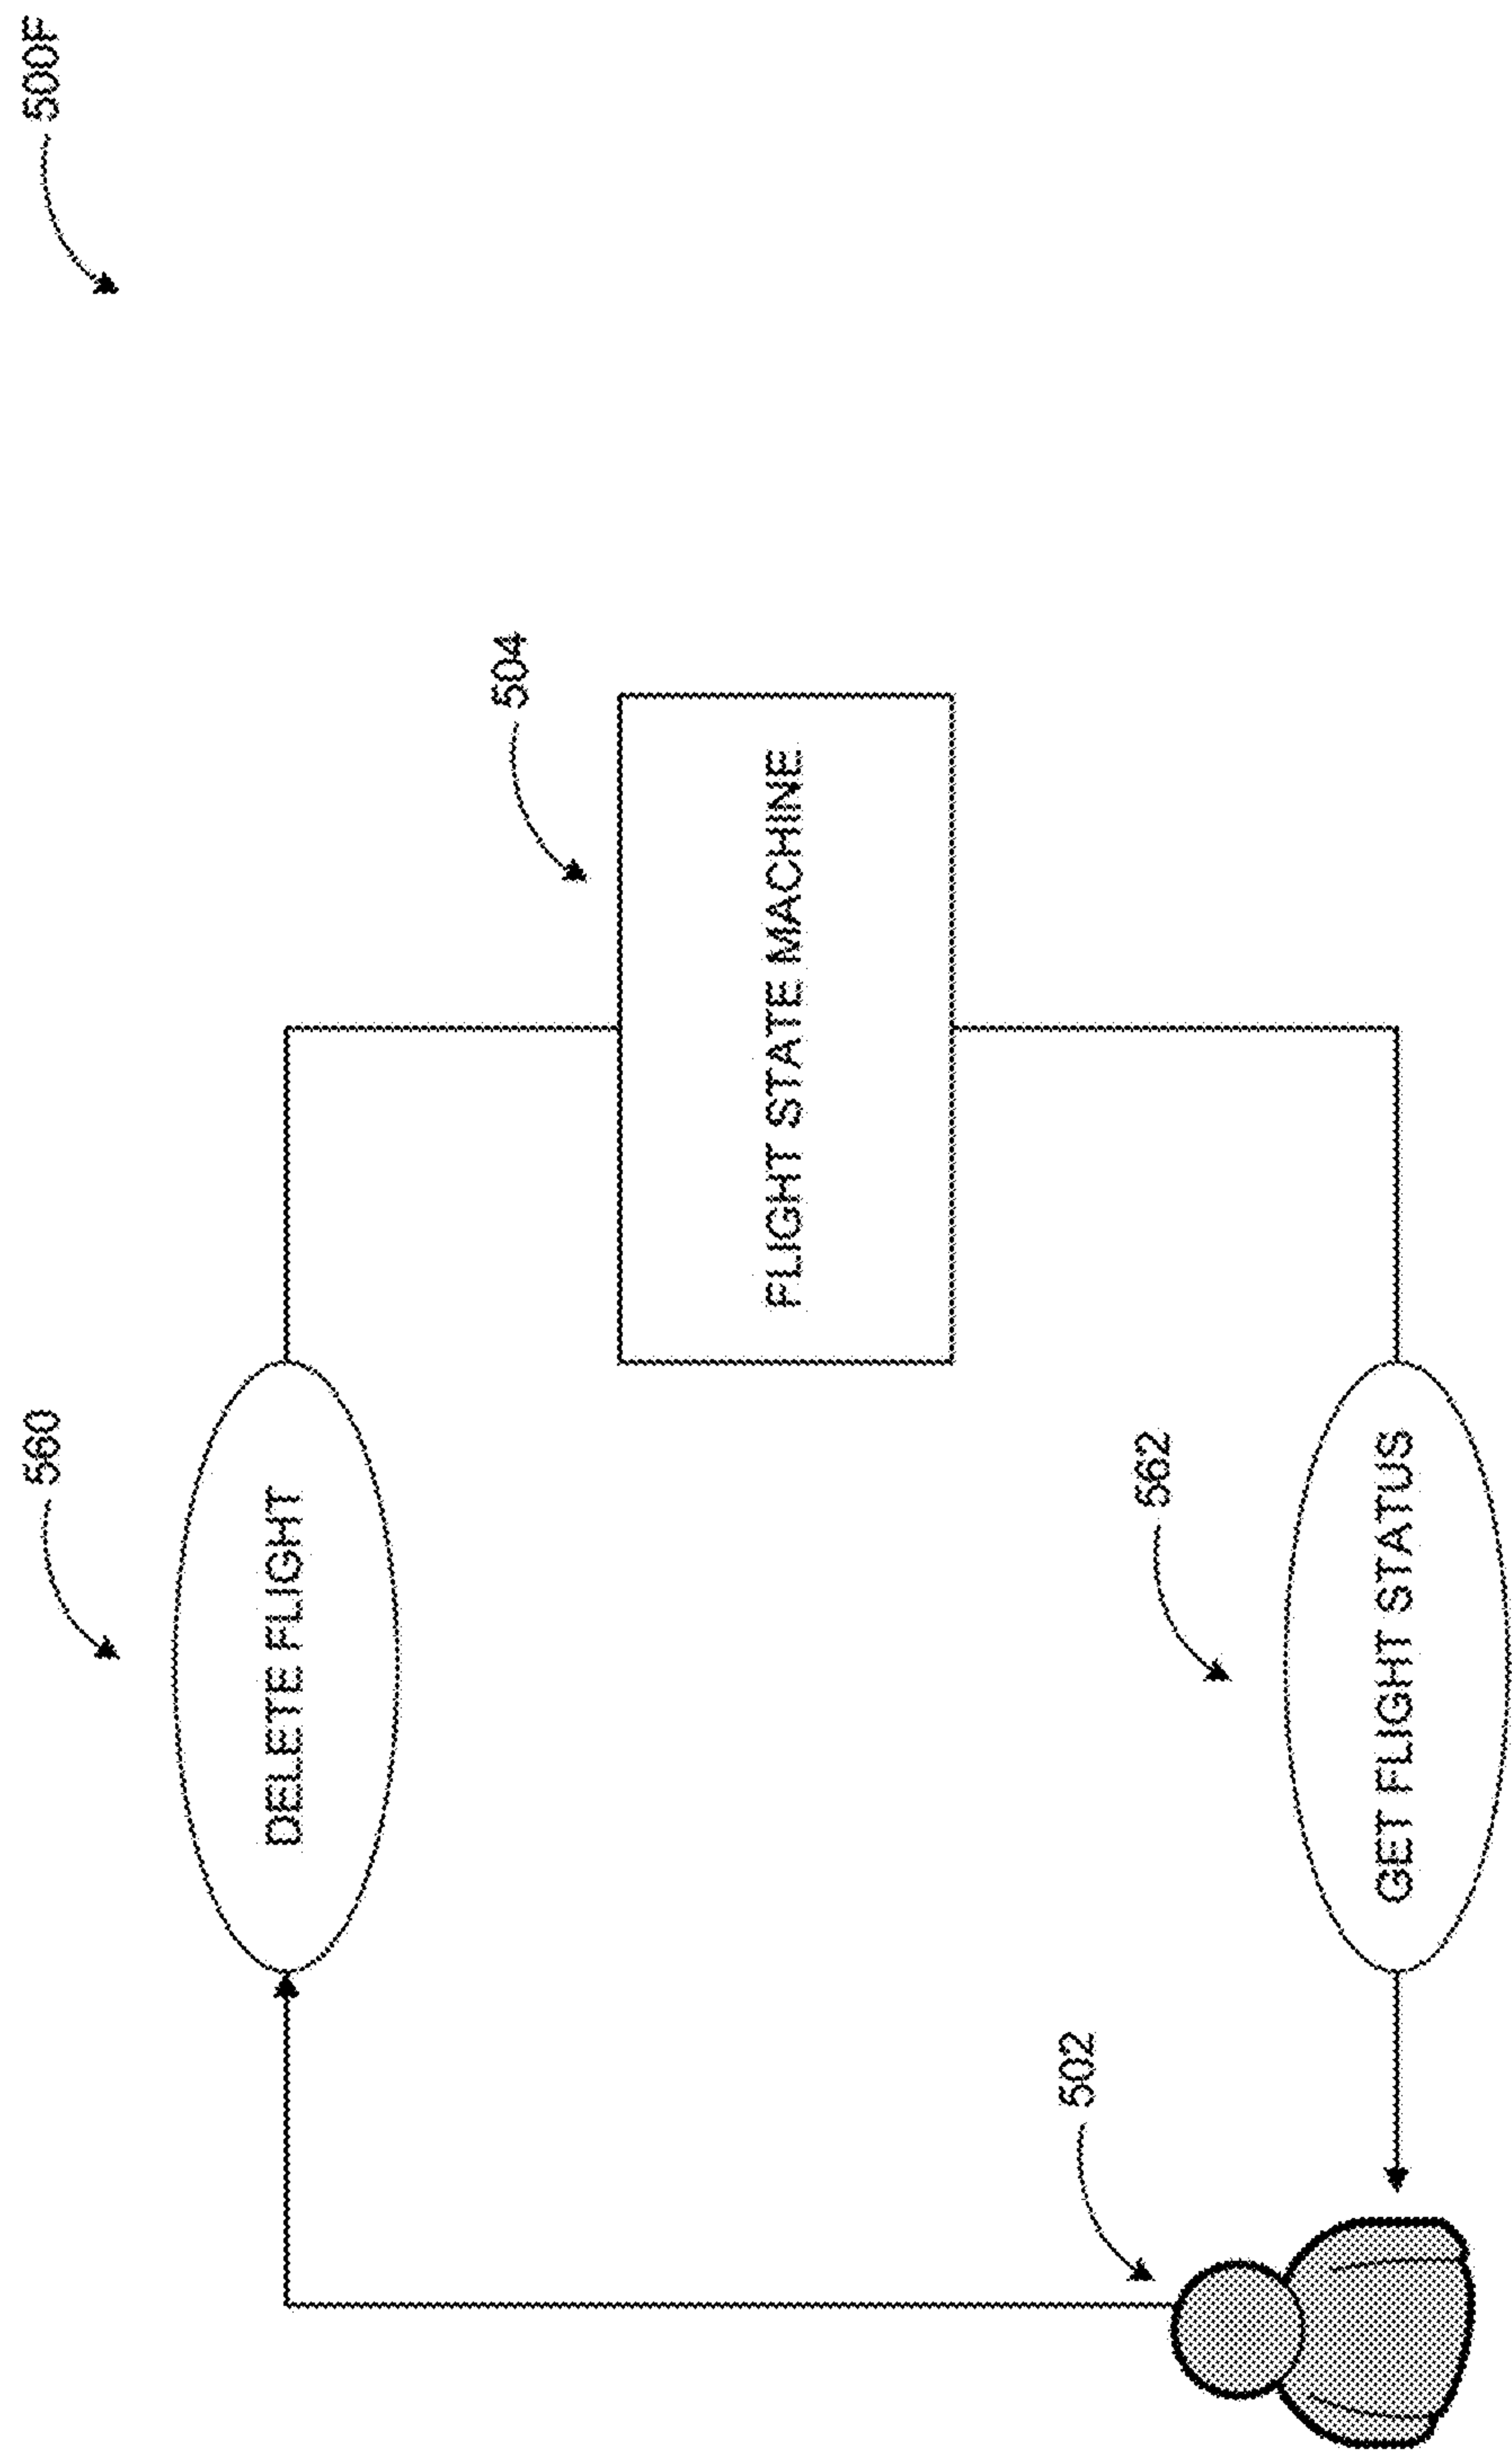 500F
560
DELETE FLIGHT
504
FLIGHT STATE MACHINE
502
562
GET FLIGHT STATUS